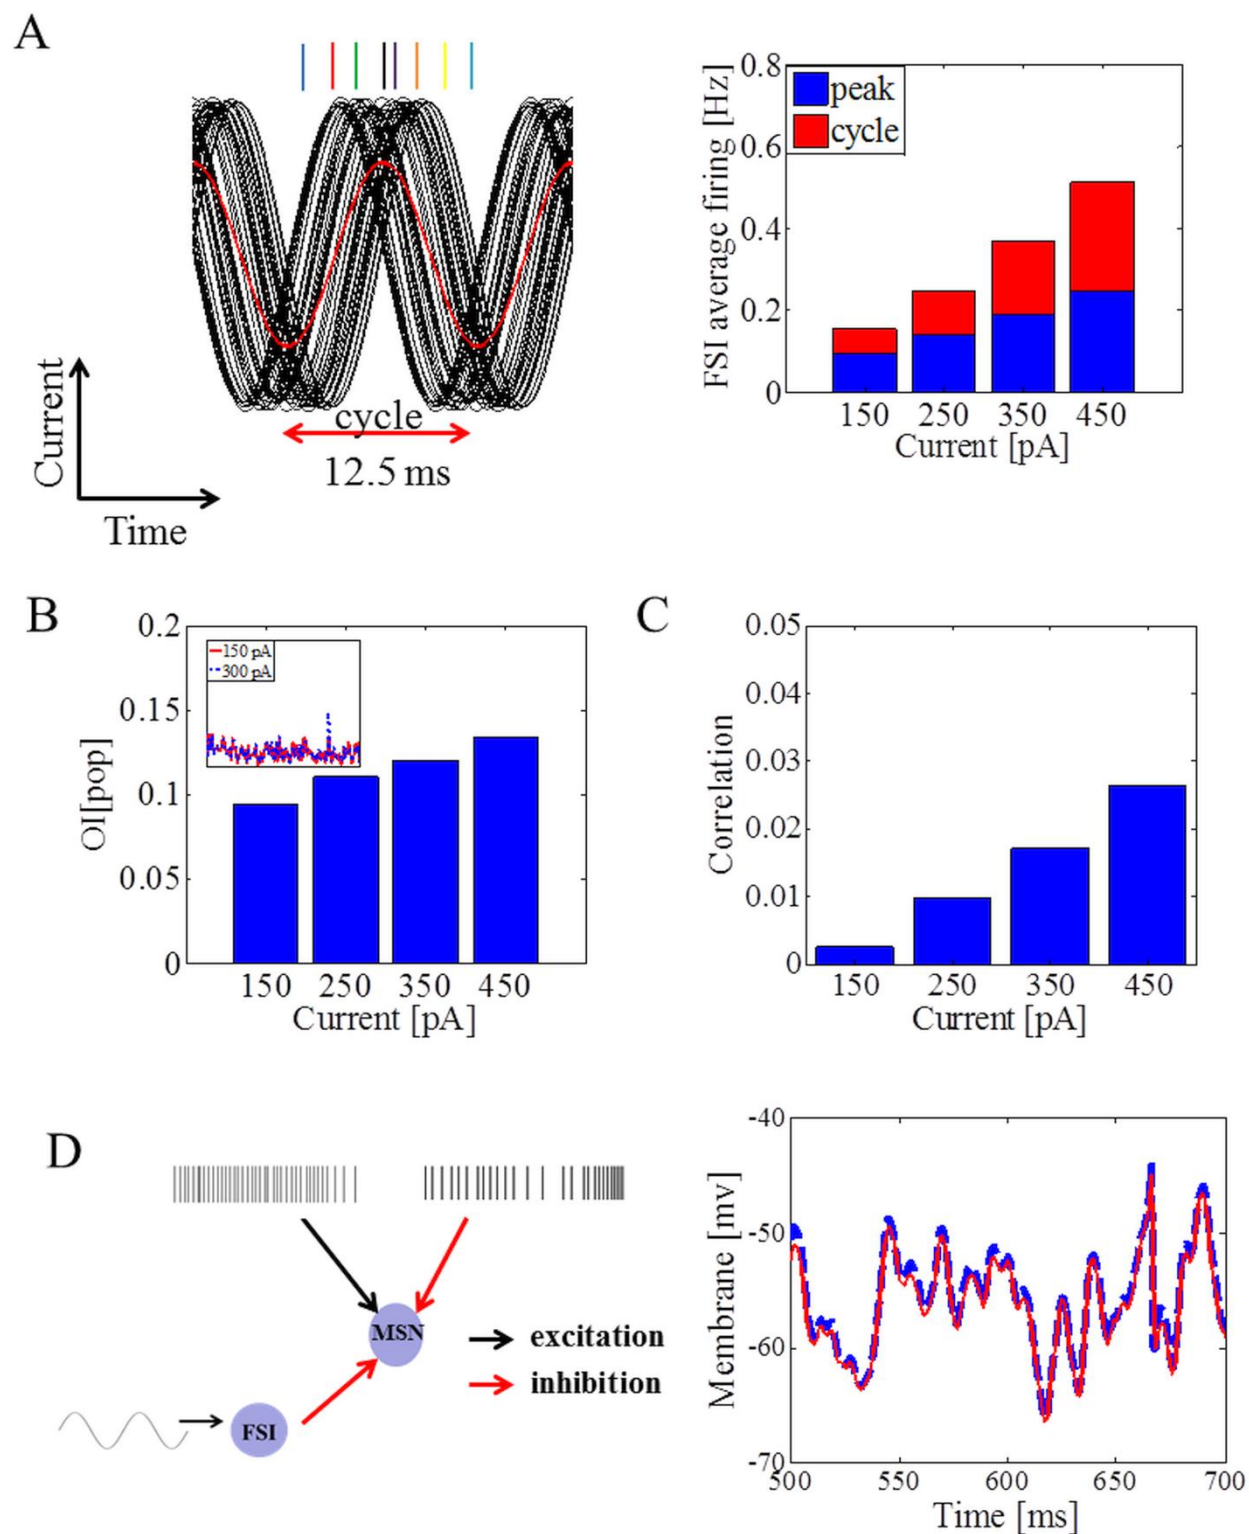 A
Current
Time
cycle
12.5 ms
FSI average firing [Hz]
0.8
0.6
0.4
0.2
0
peak
cycle
150 250 350 450
Current [pA]
B
OI[pop]
0.2
0.15
0.1
0.05
0
150 pA
300 pA
150 250 350 450
Current [pA]
C
Correlation
0.05
0.04
0.03
0.02
0.01
0
150 250 350 450
Current [pA]
D
MSN
FSI
excitation
inhibition
Membrane [mv]
-40
-50
-60
-70
500 550 600 650 700
Time [ms]